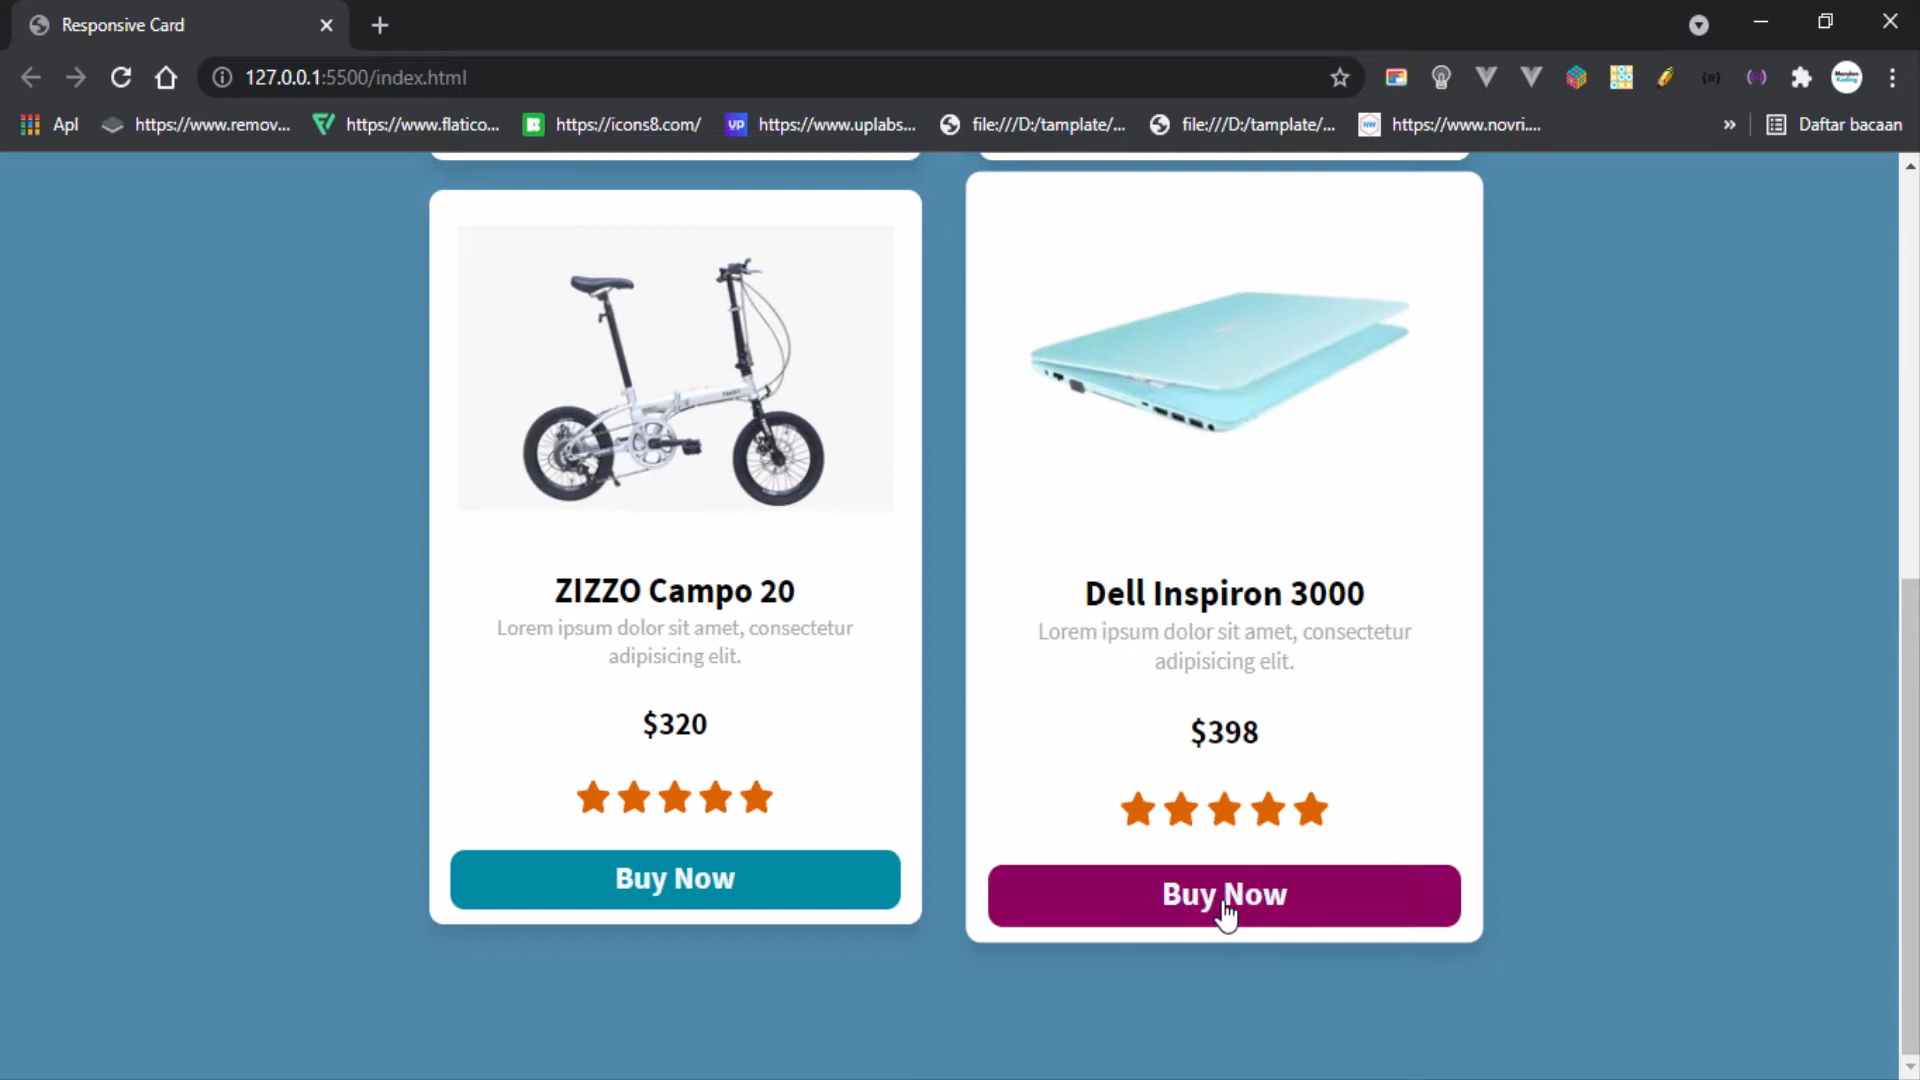 Responsive Card
127.0.0.1:5500/index.html
Apl
https://www.remov...
https://www.flatico...
https://icons8.com/
UP
https://www.uplabs...
file:///D:/tamplate/...
file:///D:/tamplate/...
NW
https://www.novri....
»
Daftar bacaan
ZIZZO Campo 20
Lorem ipsum dolor sit amet, consectetur
adipisicing elit.
$320
Buy Now
Dell Inspiron 3000
Lorem ipsum dolor sit amet, consectetur
adipisicing elit.
$398
Buy Now